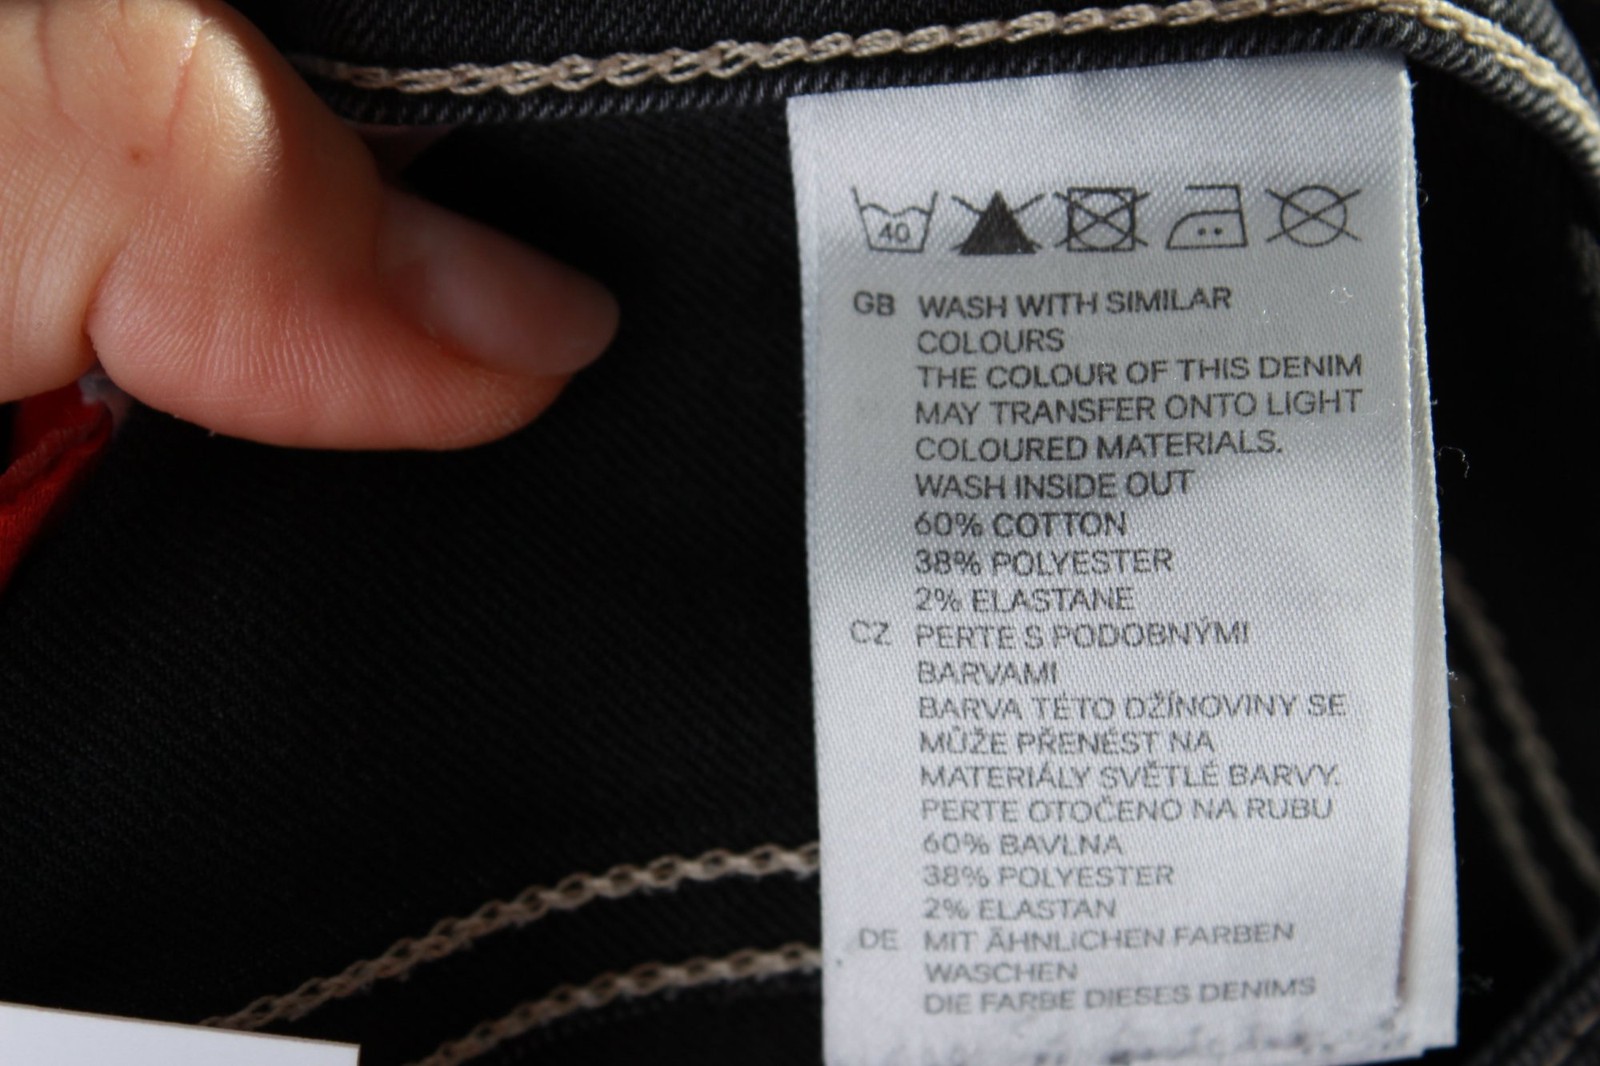 40
GB WASH WITH SIMILAR
COLOURS
THE COLOUR OF THIS DENIM
MAY TRANSFER ONTO LIGHT
COLOURED MATERIALS.
WASH INSIDE OUT
60% COTTON
38% POLYESTER
2% ELASTANE
CZ PERTE S PODOBNÝMI
BARVAMI
BARVA TÉTO DŽÍNOVINY SE
MŮŽE PŘENÉST NA
MATERIÁLY SVĚTLÉ BARVY.
PERTE OTOČENO NA RUBU
60% BAVLNA
38% POLYESTER
2% ELASTAN
DE MIT ÄHNLICHEN FARBEN
WASCHEN
DIE FARBE DIESES DENIMS